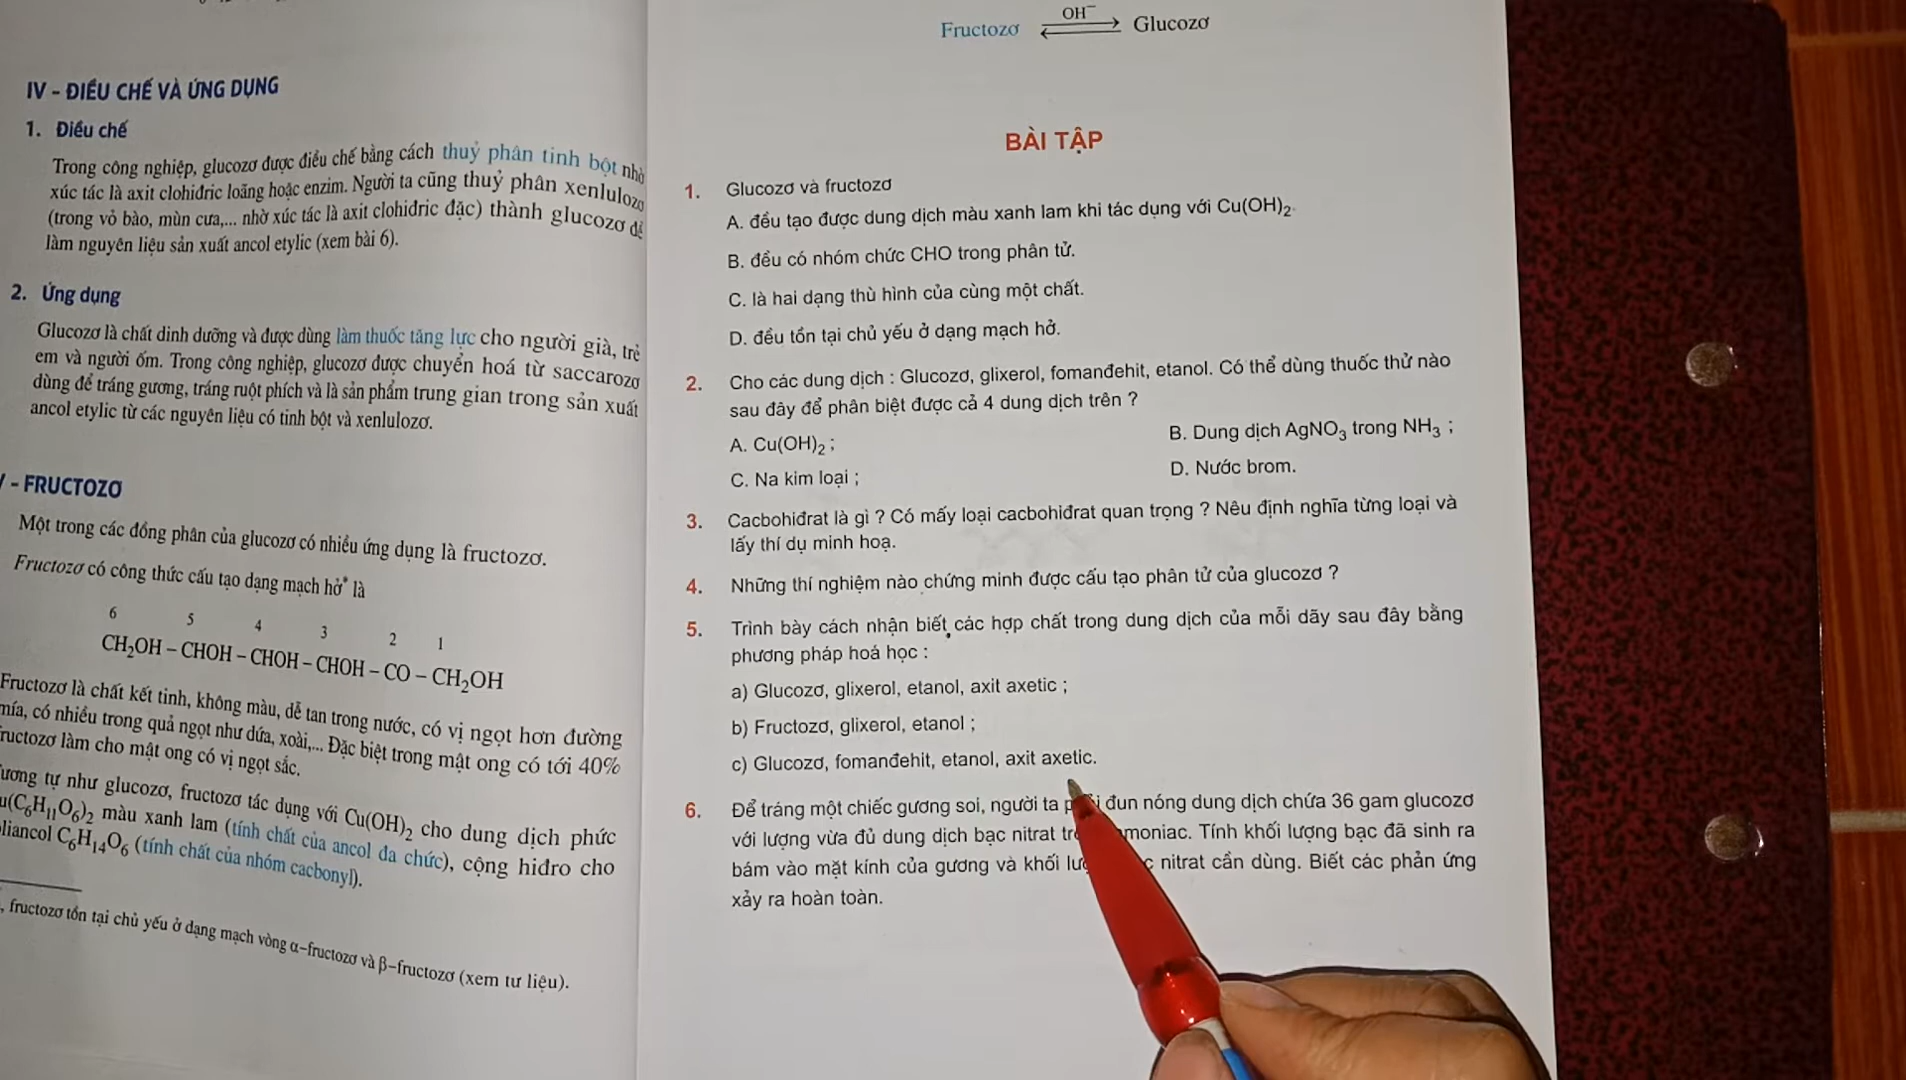 IV - ĐIỀU CHẾ VÀ ỨNG DỤNG
1. Điều chế
Trong công nghiệp, glucozơ được điều chế bằng cách thuỷ phân tinh bột nhờ
xúc tác là axit clohiđric loãng hoặc enzim. Người ta cũng thuỷ phân xenlulozơ
(trong vỏ bào, mùn cưa,... nhờ xúc tác là axit clohiđric đặc) thành glucozơ để
làm nguyên liệu sản xuất ancol etylic (xem bài 6).
2. Ứng dụng
Glucozơ là chất dinh dưỡng và được dùng làm thuốc tăng lực cho người già, trẻ
em và người ốm. Trong công nghiệp, glucozơ được chuyển hoá từ saccarozơ
dùng để tráng gương, tráng ruột phích và là sản phẩm trung gian trong sản xuất
ancol etylic từ các nguyên liệu có tinh bột và xenlulozơ.
- FRUCTOZƠ
Một trong các đồng phân của glucozơ có nhiều ứng dụng là fructozơ.
Fructozơ có công thức cấu tạo dạng mạch hở* là
6 5 4 3 2 1
CH₂OH – CHOH – CHOH – CHOH – CO – CH₂OH
Fructozơ là chất kết tinh, không màu, dễ tan trong nước, có vị ngọt hơn đường
mía, có nhiều trong quả ngọt như dứa, xoài,... Đặc biệt trong mật ong có tới 40%
fructozơ làm cho mật ong có vị ngọt sắc.
Tương tự như glucozơ, fructozơ tác dụng với Cu(OH)₂ cho dung dịch phức
(C₆H₁₁O₆)₂ màu xanh lam (tính chất của ancol đa chức), cộng hiđro cho
poliancol C₆H₁₄O₆ (tính chất của nhóm cacbonyl).
, fructozơ tồn tại chủ yếu ở dạng mạch vòng α–fructozơ và β–fructozơ (xem tư liệu).
Fructozơ OH⁻ ⇌ Glucozơ
BÀI TẬP
1. Glucozơ và fructozơ
A. đều tạo được dung dịch màu xanh lam khi tác dụng với Cu(OH)₂.
B. đều có nhóm chức CHO trong phân tử.
C. là hai dạng thù hình của cùng một chất.
D. đều tồn tại chủ yếu ở dạng mạch hở.
2. Cho các dung dịch : Glucozơ, glixerol, fomanđehit, etanol. Có thể dùng thuốc thử nào
sau đây để phân biệt được cả 4 dung dịch trên ?
A. Cu(OH)₂ ; B. Dung dịch AgNO₃ trong NH₃ ;
C. Na kim loại ; D. Nước brom.
3. Cacbohiđrat là gì ? Có mấy loại cacbohiđrat quan trọng ? Nêu định nghĩa từng loại và
lấy thí dụ minh hoạ.
4. Những thí nghiệm nào chứng minh được cấu tạo phân tử của glucozơ ?
5. Trình bày cách nhận biết các hợp chất trong dung dịch của mỗi dãy sau đây bằng
phương pháp hoá học :
a) Glucozơ, glixerol, etanol, axit axetic ;
b) Fructozơ, glixerol, etanol ;
c) Glucozơ, fomanđehit, etanol, axit axetic.
6. Để tráng một chiếc gương soi, người ta đun nóng dung dịch chứa 36 gam glucozơ
với lượng vừa đủ dung dịch bạc nitrat moniac. Tính khối lượng bạc đã sinh ra
bám vào mặt kính của gương và khối nitrat cần dùng. Biết các phản ứng
xảy ra hoàn toàn.